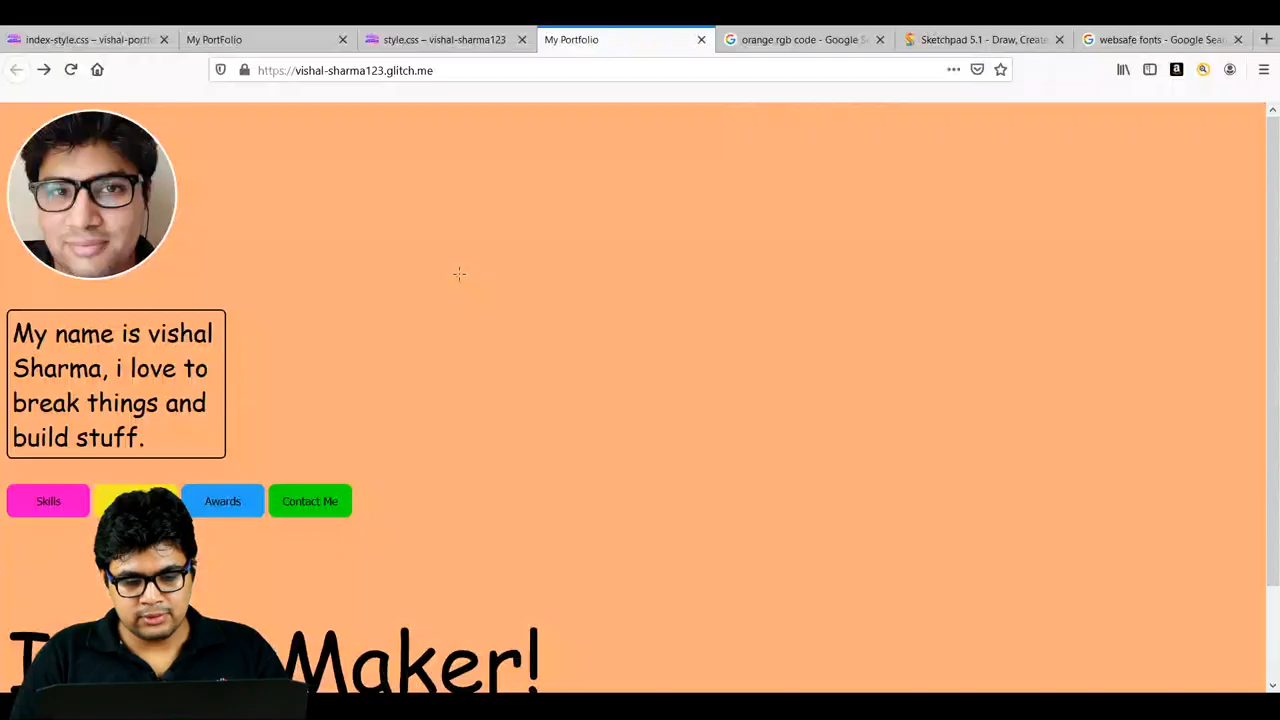 index-style.css – vishal-portf
My PortFolio
style.css – vishal-sharma123
My Portfolio
orange rgb code - Google S
Sketchpad 5.1 - Draw, Create
websafe fonts - Google Sear
https://vishal-sharma123.glitch.me
My name is vishal
Sharma, i love to
break things and
build stuff.
Skills
Awards
Contact Me
Maker!